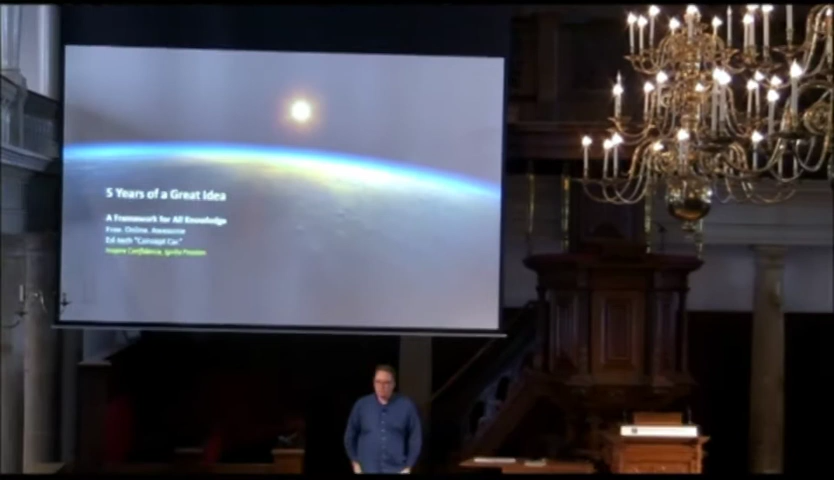 5 Years of a Great Idea
A Framework for All Knowledge
Free. Online. Awesome
Ed-tech "Concept Car"
Inspire Confidence, Ignite Passion